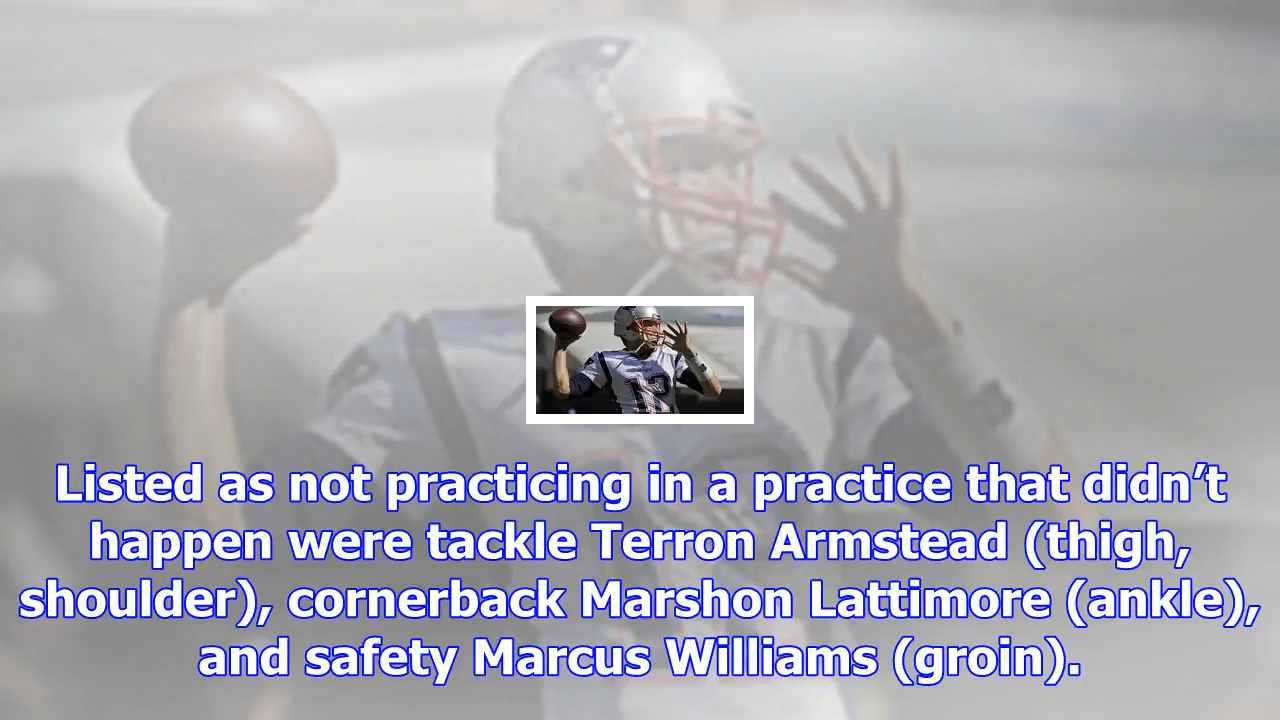 12
Listed as not practicing in a practice that didn’t
happen were tackle Terron Armstead (thigh,
shoulder), cornerback Marshon Lattimore (ankle),
and safety Marcus Williams (groin).